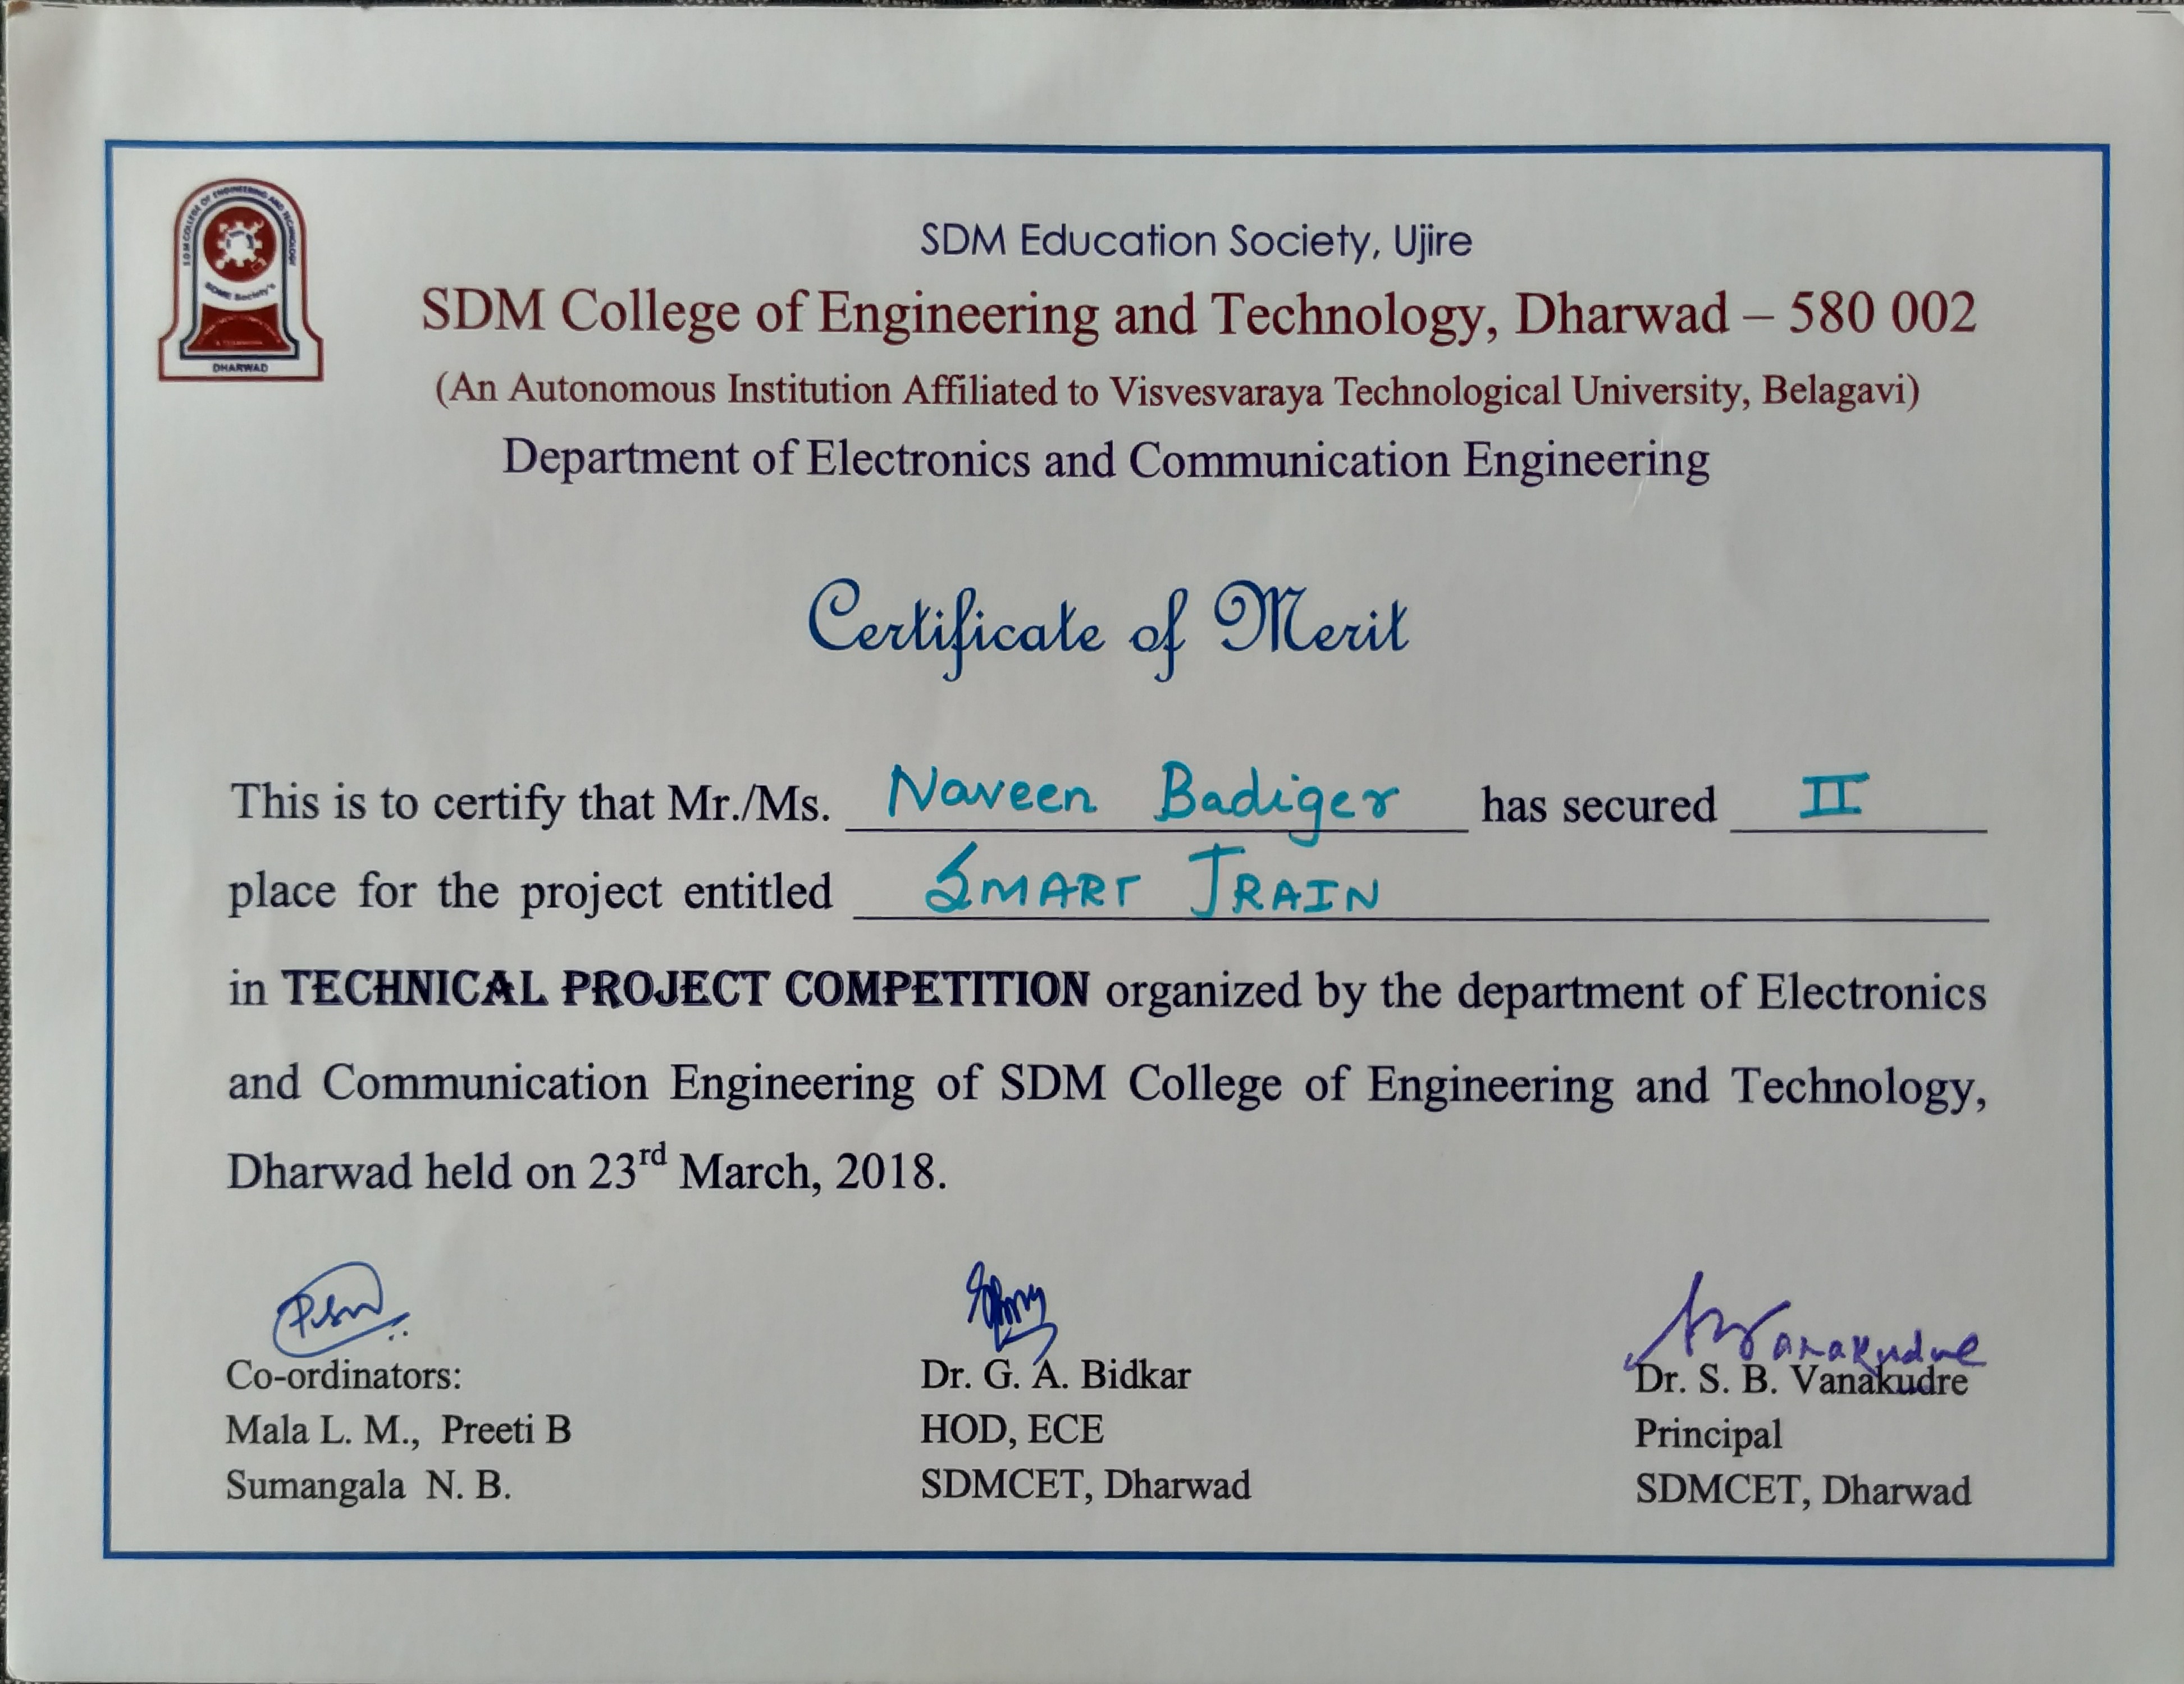 S D M COLLEGE OF ENGINEERING AND TECHNOLOGY
SDME Society's
DHARWAD
SDM Education Society, Ujire
SDM College of Engineering and Technology, Dharwad – 580 002
(An Autonomous Institution Affiliated to Visvesvaraya Technological University, Belagavi)
Department of Electronics and Communication Engineering
Certificate of Merit
This is to certify that Mr./Ms. Naveen Badiger has secured II
place for the project entitled SMART TRAIN
in TECHNICAL PROJECT COMPETITION organized by the department of Electronics
and Communication Engineering of SDM College of Engineering and Technology,
Dharwad held on 23rd March, 2018.
Co-ordinators:
Mala L. M., Preeti B
Sumangala N. B.
Dr. G. A. Bidkar
HOD, ECE
SDMCET, Dharwad
Dr. S. B. Vanakudre
Principal
SDMCET, Dharwad